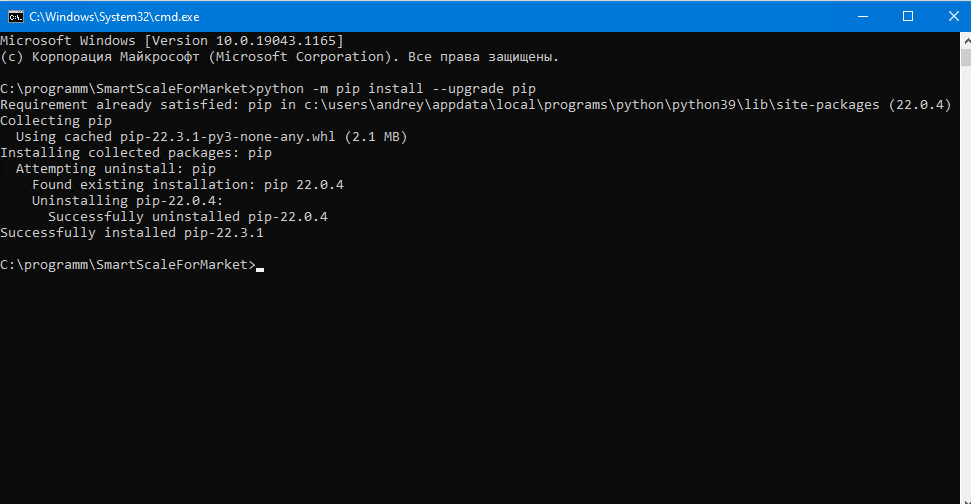 C:\Windows\System32\cmd.exe
Microsoft Windows [Version 10.0.19043.1165]
(c) Корпорация Майкрософт (Microsoft Corporation). Все права защищены.
C:\programm\SmartScaleForMarket>python -m pip install --upgrade pip
Requirement already satisfied: pip in c:\users\andrey\appdata\local\programs\python\python39\lib\site-packages (22.0.4)
Collecting pip
  Using cached pip-22.3.1-py3-none-any.whl (2.1 MB)
Installing collected packages: pip
  Attempting uninstall: pip
    Found existing installation: pip 22.0.4
    Uninstalling pip-22.0.4:
      Successfully uninstalled pip-22.0.4
Successfully installed pip-22.3.1
C:\programm\SmartScaleForMarket>